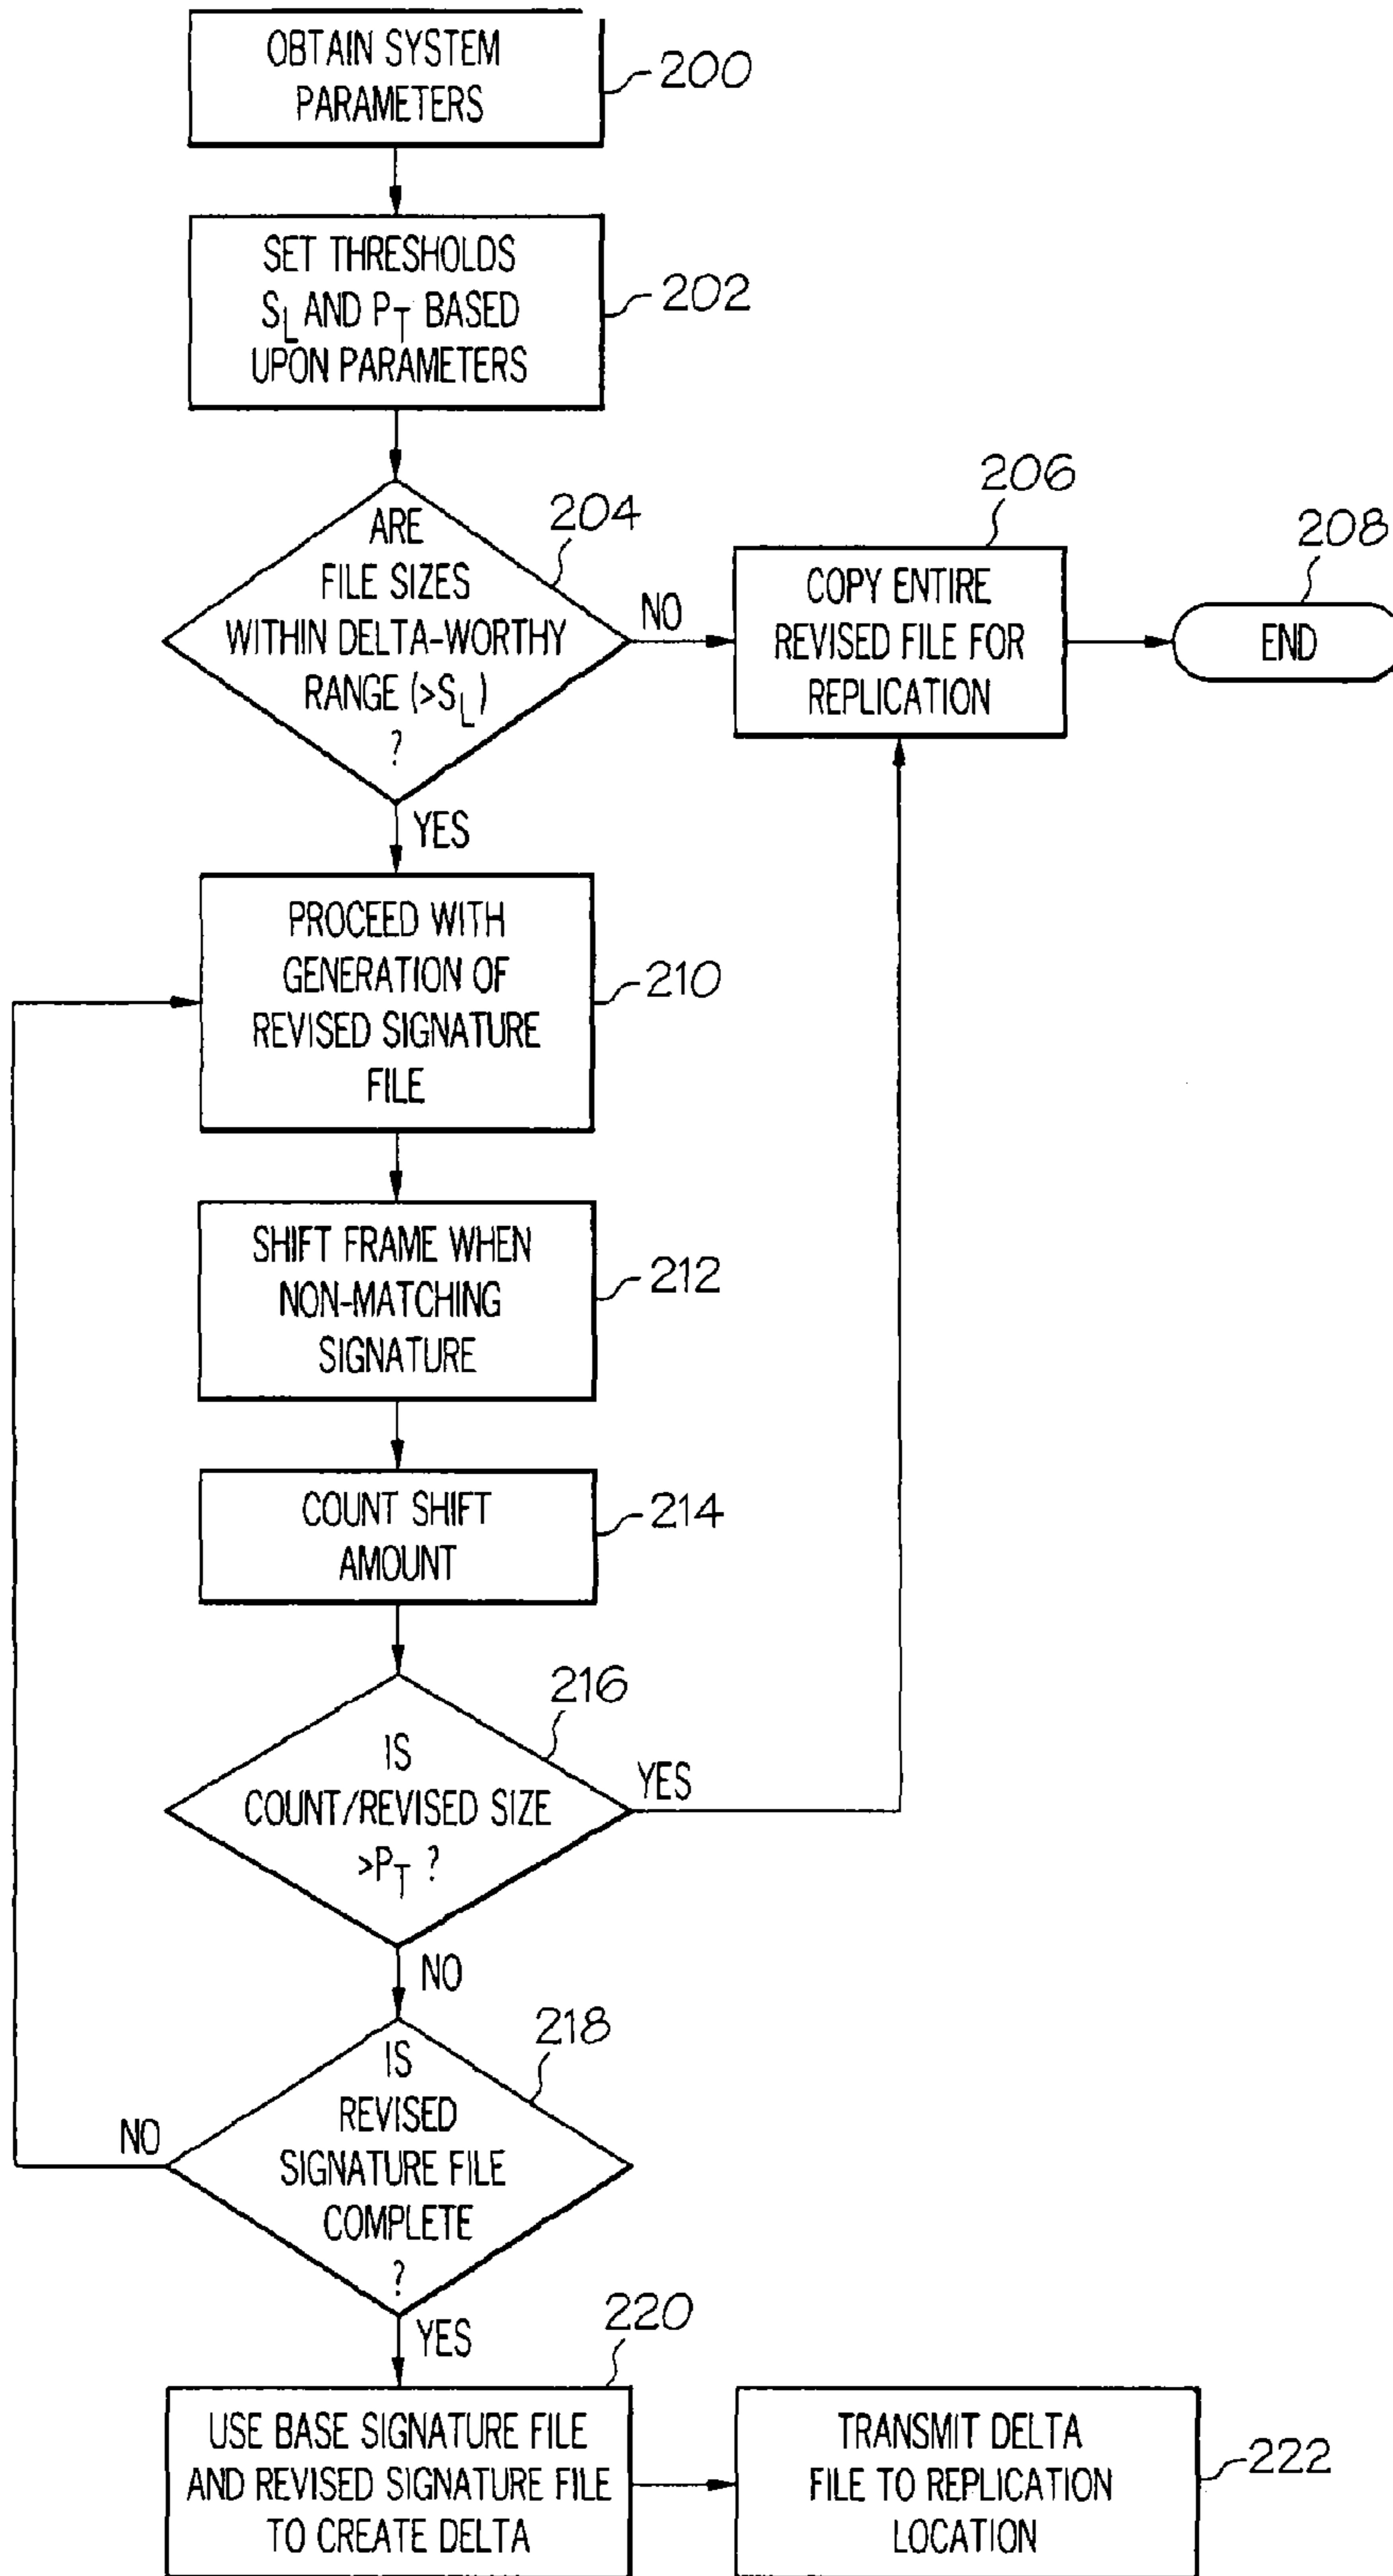 OBTAIN SYSTEM
PARAMETERS
200
SET THRESHOLDS
SL AND PT BASED
UPON PARAMETERS
202
ARE
FILE SIZES
WITHIN DELTA-WORTHY
RANGE (>SL)
?
204
NO
YES
206
COPY ENTIRE
REVISED FILE FOR
REPLICATION
208
END
PROCEED WITH
GENERATION OF
REVISED SIGNATURE
FILE
210
SHIFT FRAME WHEN
NON-MATCHING
SIGNATURE
212
COUNT SHIFT
AMOUNT
214
216
IS
COUNT/REVISED SIZE
>PT ?
YES
NO
218
IS
REVISED
SIGNATURE FILE
COMPLETE
?
NO
YES
220
USE BASE SIGNATURE FILE
AND REVISED SIGNATURE FILE
TO CREATE DELTA
TRANSMIT DELTA
FILE TO REPLICATION
LOCATION
222